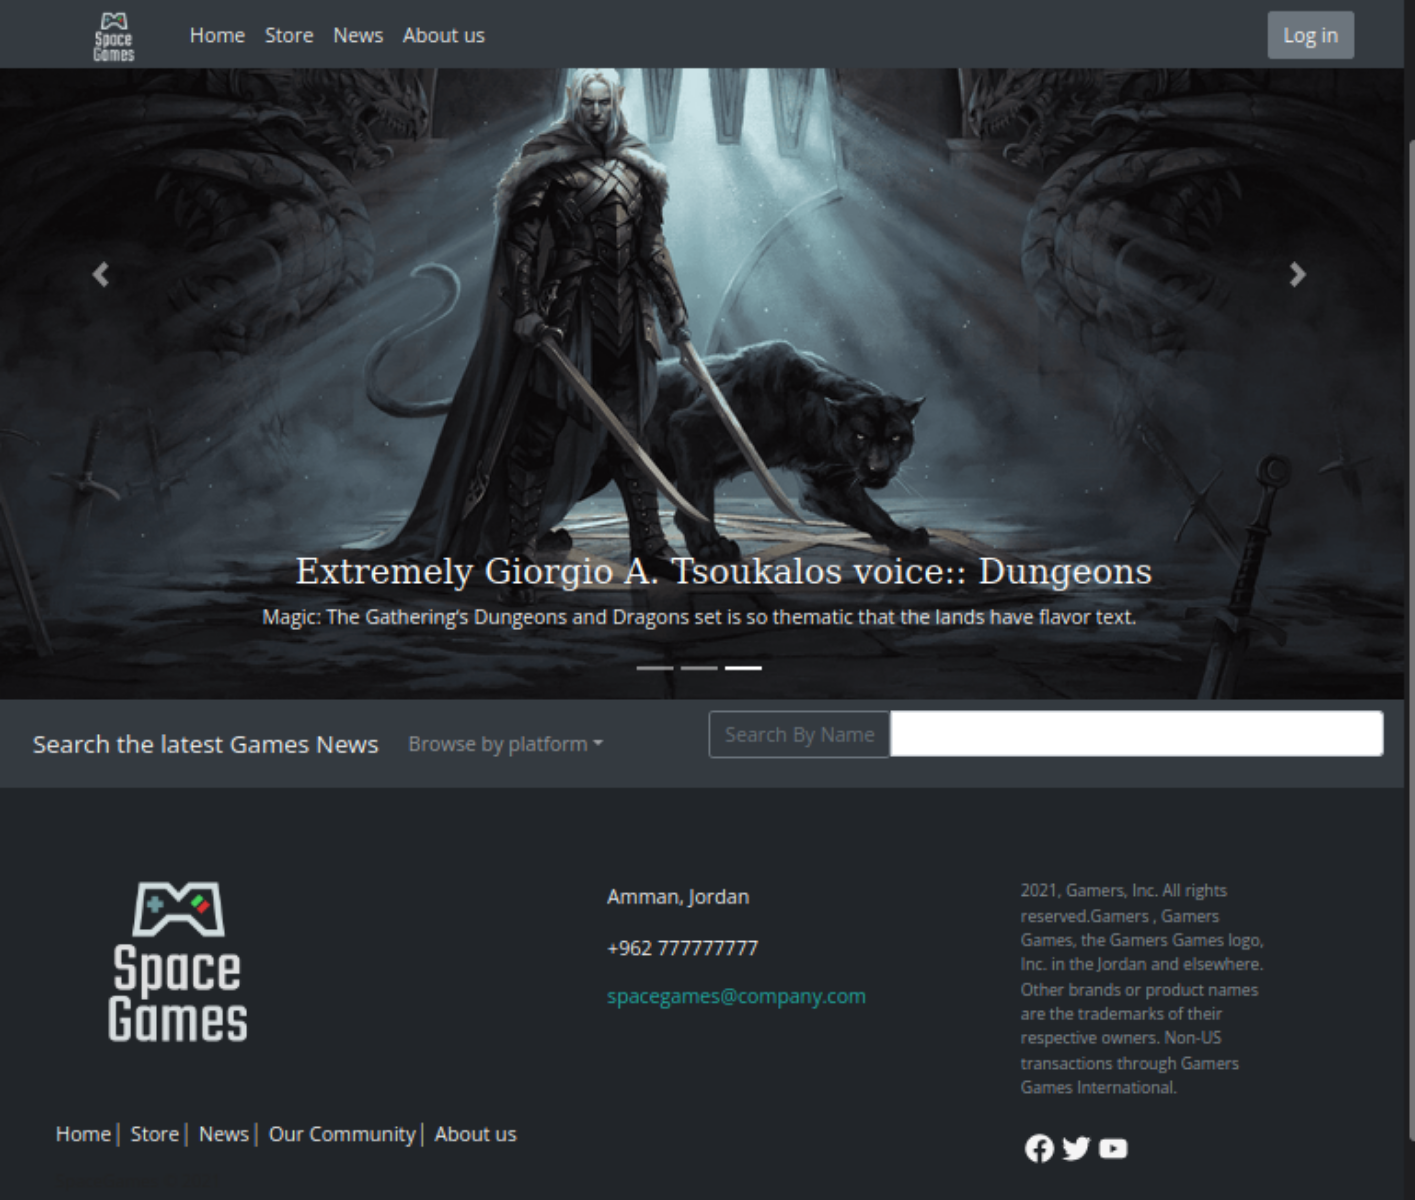 Space
Games
Home Store News About us
Log in
Extremely Giorgio A. Tsoukalos voice:: Dungeons
Magic: The Gathering's Dungeons and Dragons set is so thematic that the lands have flavor text.
Search the latest Games News
Browse by platform
Search By Name
Space
Games
Home| Store| News| Our Community| About us
Amman, Jordan
+962 777777777
spacegames@company.com
2021, Gamers, Inc. All rights
reserved.Gamers , Gamers
Games, the Gamers Games logo,
Inc. in the Jordan and elsewhere.
Other brands or product names
are the trademarks of their
respective owners. Non-US
transactions through Gamers
Games International.